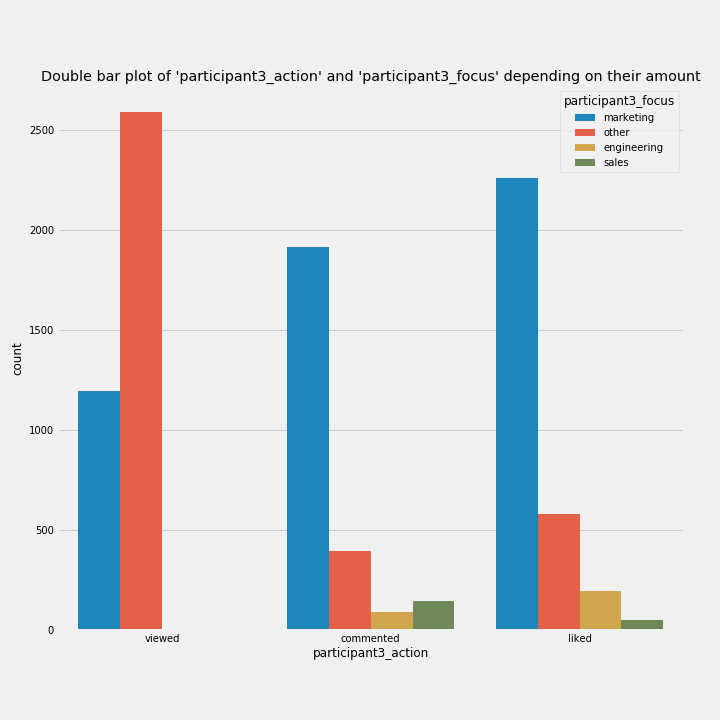 Double bar plot of 'participant3_action' and 'participant3_focus' depending on their amount
participant3_focus
marketing
other
engineering
sales
2500
2000
1500
1000
500
0
count
viewed
commented
liked
participant3_action